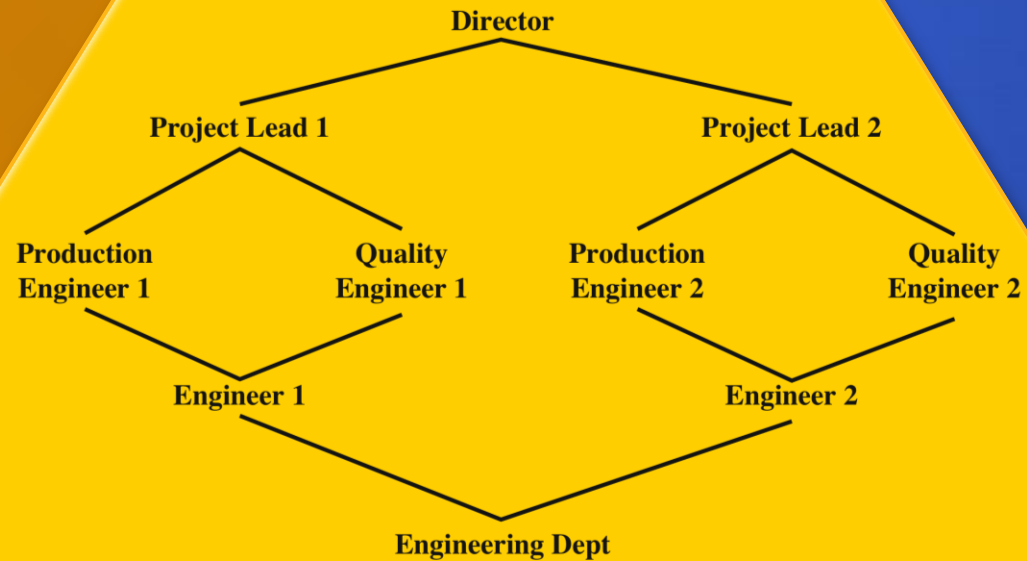 Director
Project Lead 1
Project Lead 2
Production
Engineer 1
Quality
Engineer 1
Production
Engineer 2
Quality
Engineer 2
Engineer 1
Engineer 2
Engineering Dept